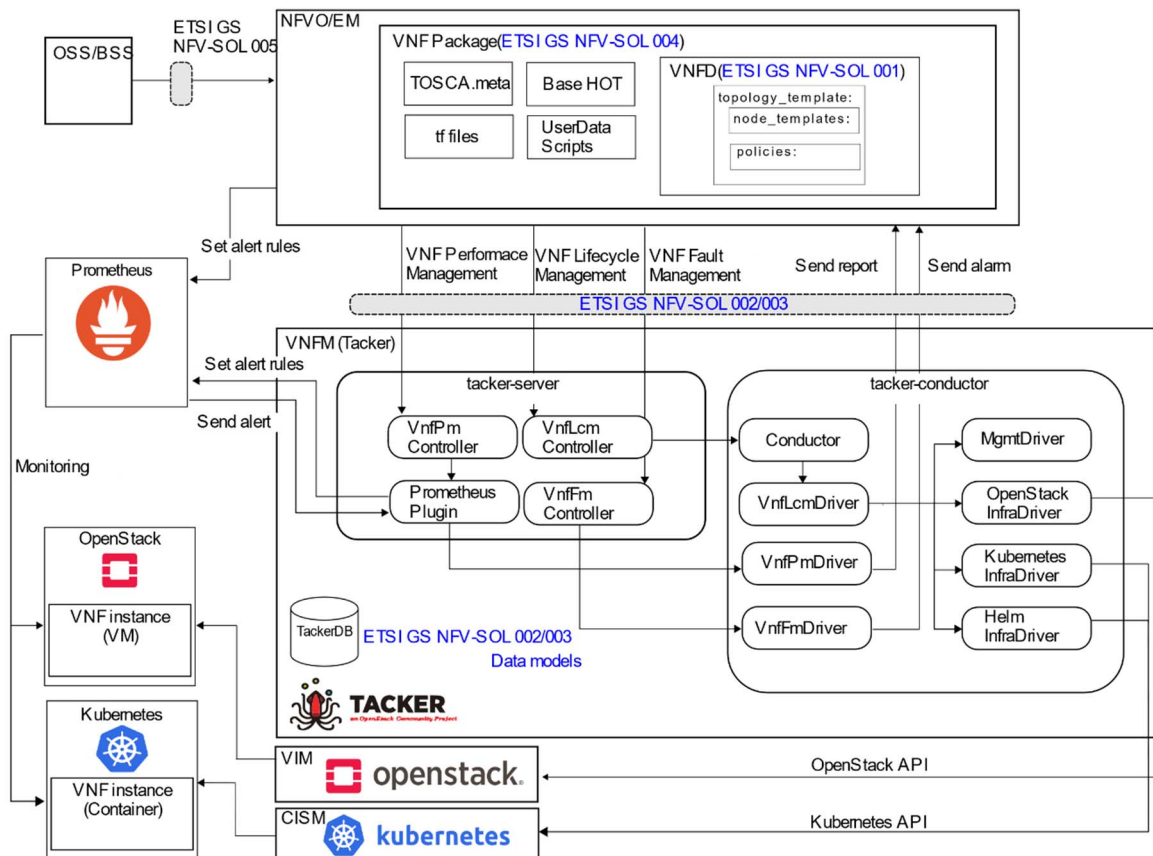 ETSI GS
NFV-SOL 005
OSS/BSS
NFVO/EM
VNF Package(ETSI GS NFV-SOL 004)
TOSCA.meta
Base HOT
tf files
UserData
Scripts
VNFD(ETSI GS NFV-SOL 001)
topology_template:
node_templates:
policies:
Set alert rules
VNF Performace
Management
VNF Lifecycle
Management
VNF Fault
Management
Send report
Send alarm
ETSI GS NFV-SOL 002/003
Prometheus
Set alert rules
Send alert
Monitoring
VNFM (Tacker)
tacker-server
VnfPm
Controller
VnfLcm
Controller
Prometheus
Plugin
VnfFm
Controller
tacker-conductor
Conductor
MgmtDriver
VnfLcmDriver
OpenStack
InfraDriver
VnfPmDriver
Kubernetes
InfraDriver
VnfFmDriver
Helm
InfraDriver
TackerDB
ETSI GS NFV-SOL 002/003
Data models
TACKER
an OpenStack Community Project
OpenStack
VNF instance
(VM)
Kubernetes
VNF instance
(Container)
VIM
openstack.
OpenStack API
CISM
kubernetes
Kubernetes API